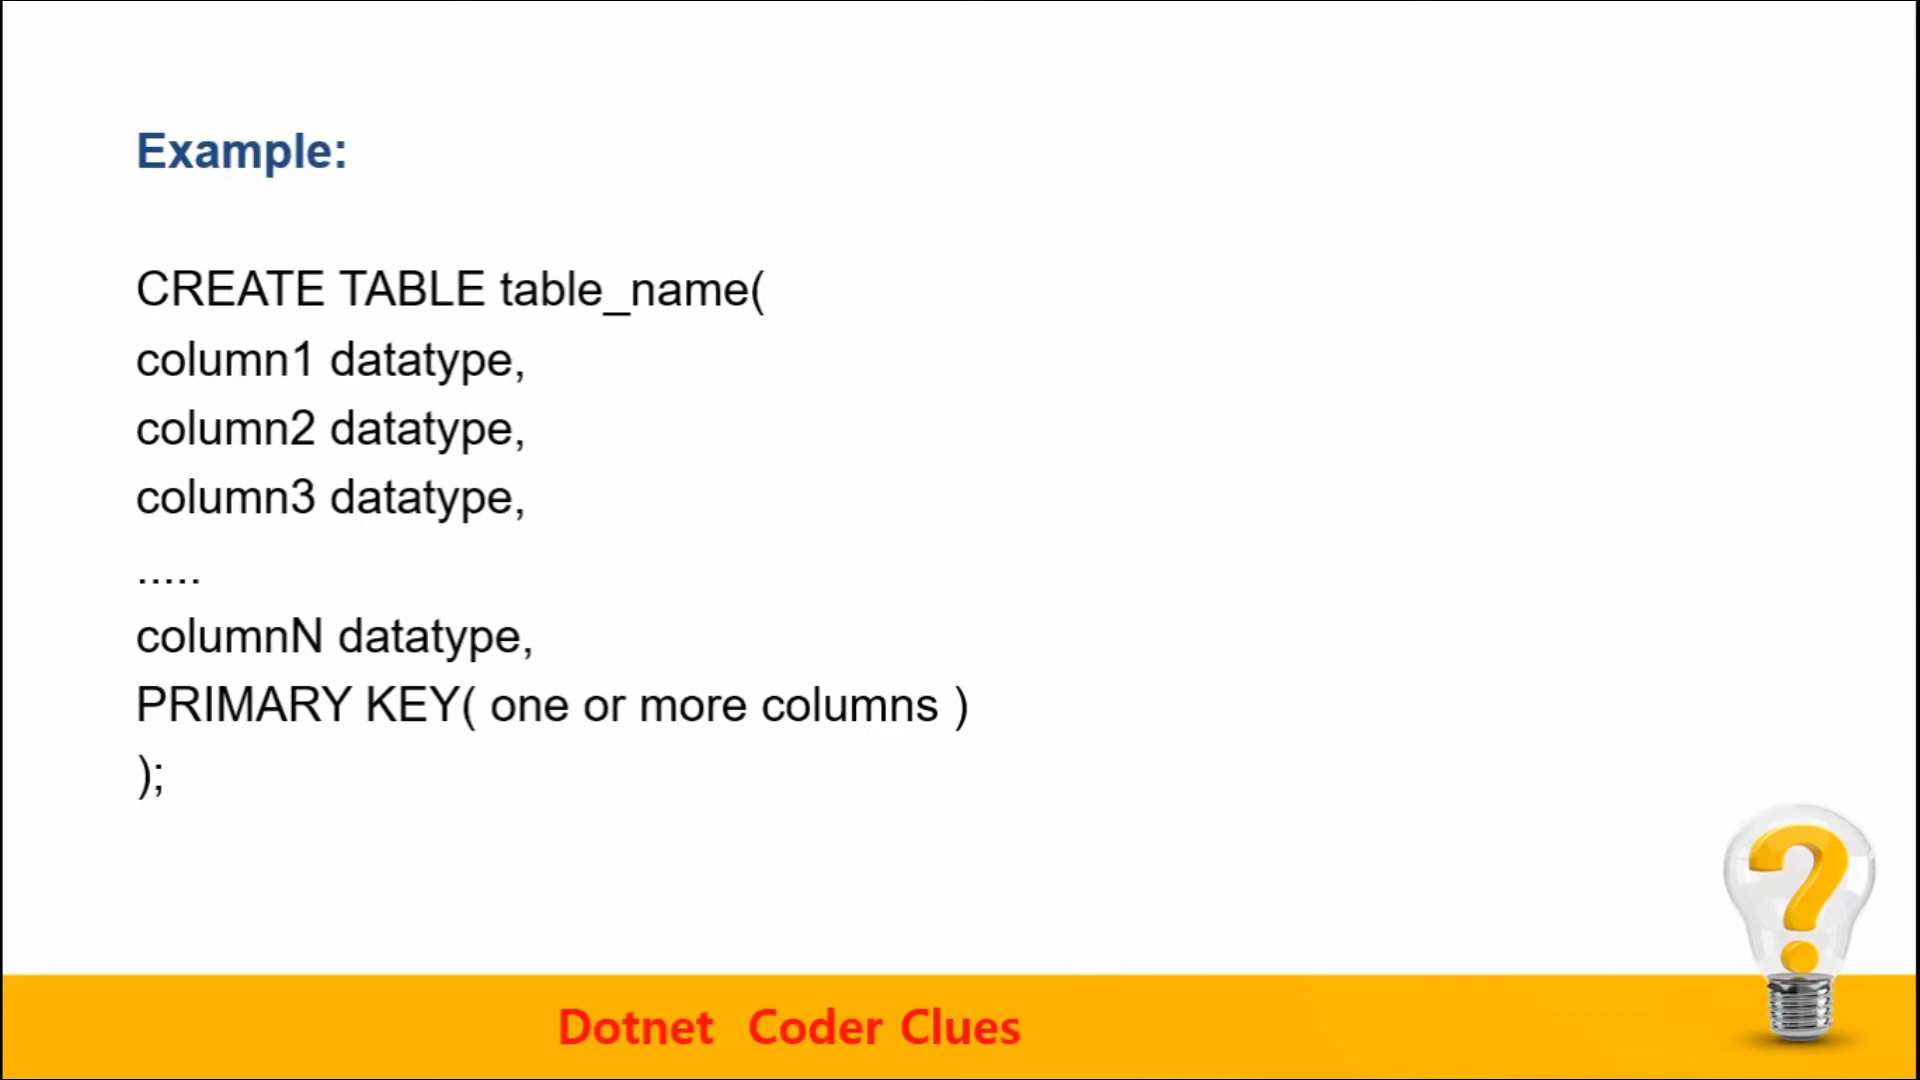 Example:
CREATE TABLE table_name(
column1 datatype,
column2 datatype,
column3 datatype,
.....
columnN datatype,
PRIMARY KEY( one or more columns )
);
?
Dotnet Coder Clues